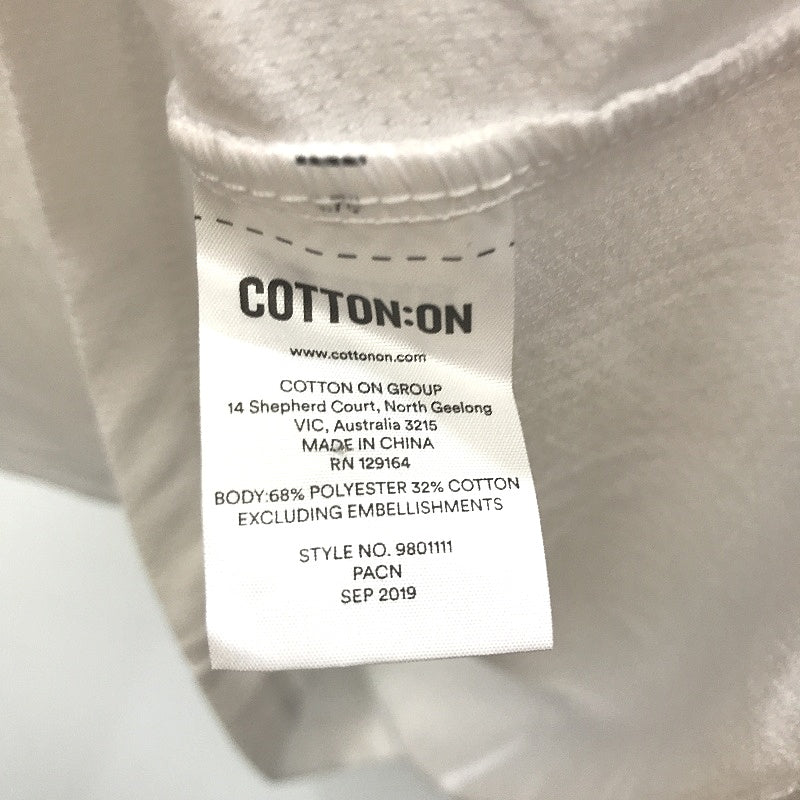 COTTON:ON
www.cottonon.com
COTTON ON GROUP
14 Shepherd Court, North Geelong
VIC, Australia 3215
MADE IN CHINA
RN 129164
BODY:68% POLYESTER 32% COTTON
EXCLUDING EMBELLISHMENTS
STYLE NO. 9801111
PACN
SEP 2019